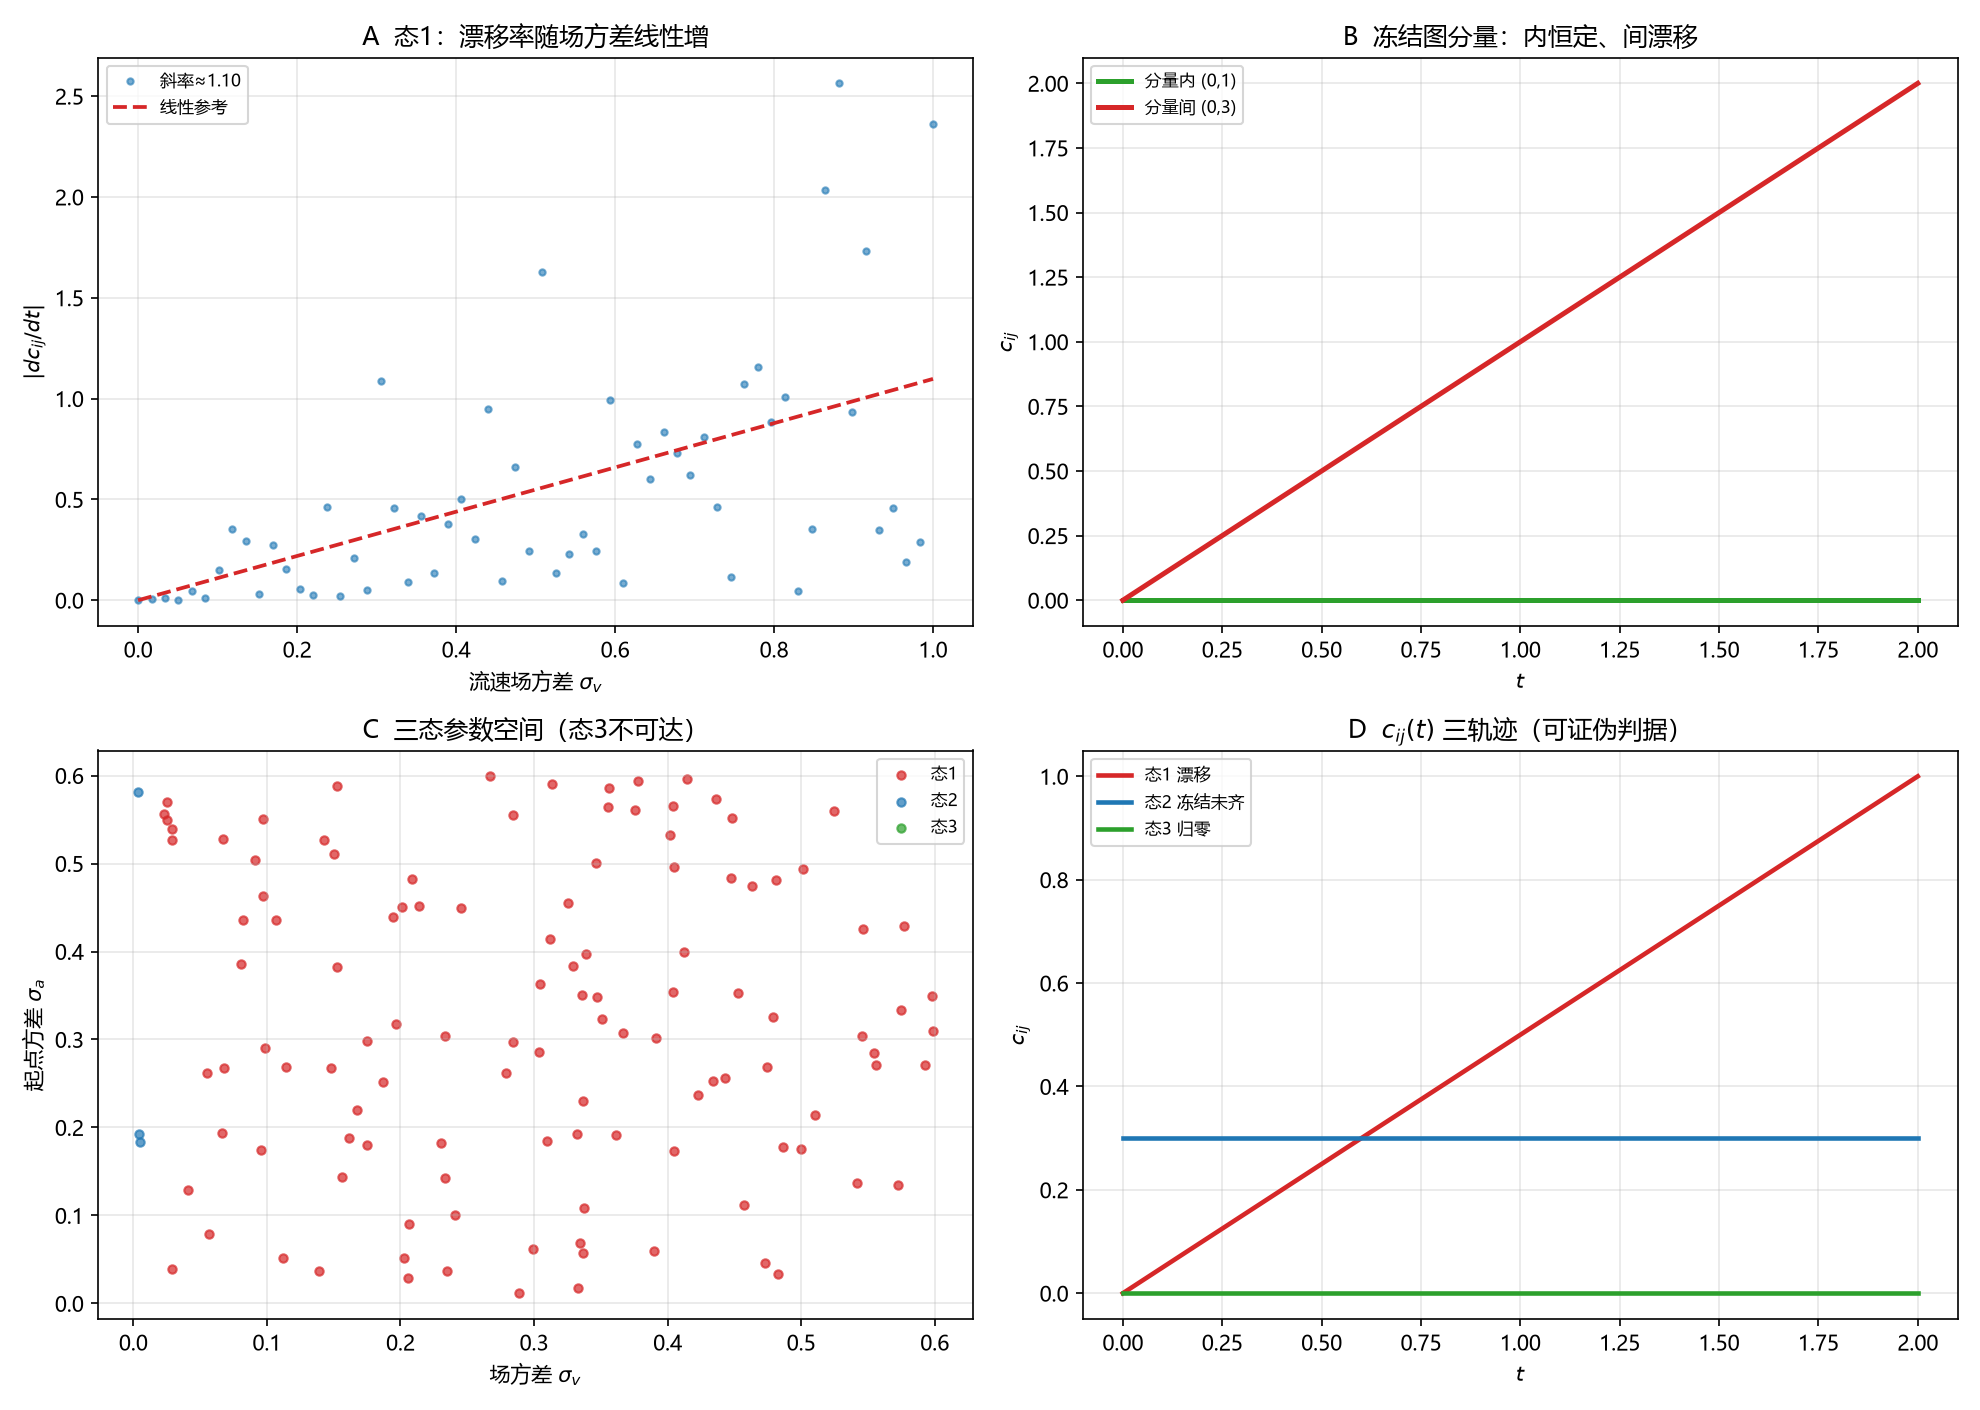 A 态1：漂移率随场方差线性增
斜率≈1.10
线性参考
|dc_ij/dt|
2.5
2.0
1.5
1.0
0.5
0.0
0.0 0.2 0.4 0.6 0.8 1.0
流速场方差 σ_v
B 冻结图分量：内恒定、间漂移
分量内 (0,1)
分量间 (0,3)
c_ij
2.00
1.75
1.50
1.25
1.00
0.75
0.50
0.25
0.00
0.00 0.25 0.50 0.75 1.00 1.25 1.50 1.75 2.00
t
C 三态参数空间（态3不可达）
态1
态2
态3
起点方差 σ_a
0.6
0.5
0.4
0.3
0.2
0.1
0.0
0.0 0.1 0.2 0.3 0.4 0.5 0.6
场方差 σ_v
D c_ij(t) 三轨迹（可证伪判据）
态1 漂移
态2 冻结未齐
态3 归零
c_ij
1.0
0.8
0.6
0.4
0.2
0.0
0.00 0.25 0.50 0.75 1.00 1.25 1.50 1.75 2.00
t